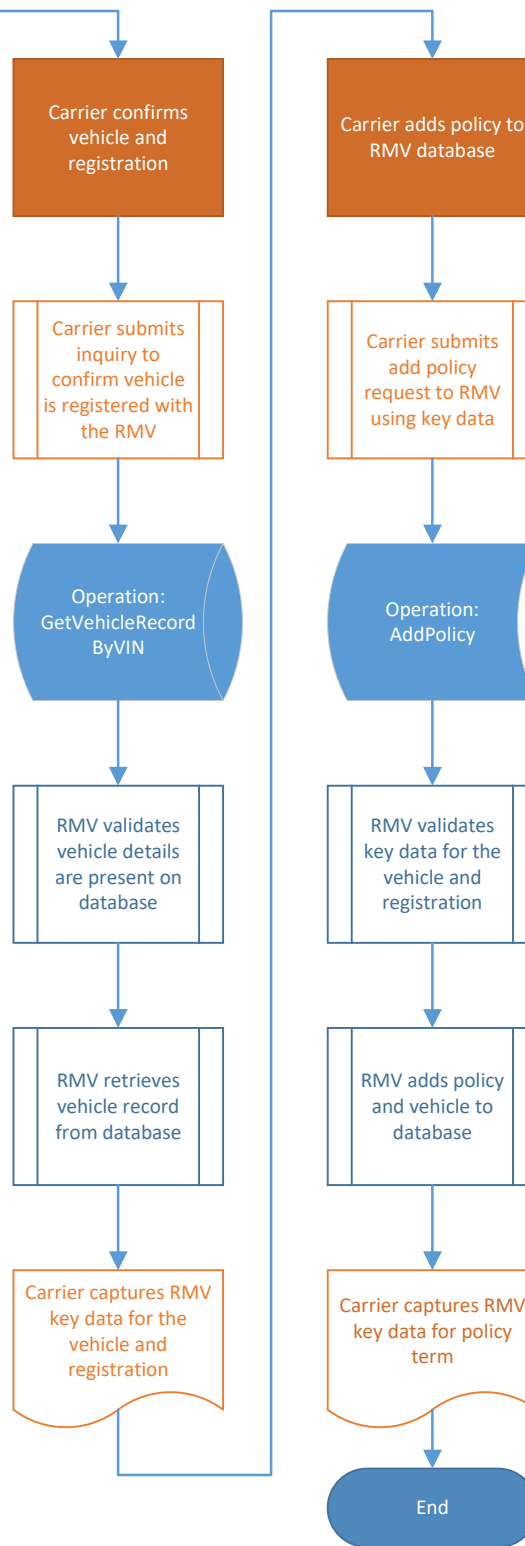 Carrier confirms
vehicle and
registration
Carrier submits
inquiry to
confirm vehicle
is registered with
the RMV
Operation:
GetVehicleRecord
ByVIN
RMV validates
vehicle details
are present on
database
RMV retrieves
vehicle record
from database
Carrier captures RMV
key data for the
vehicle and
registration
Carrier adds policy to
RMV database
Carrier submits
add policy
request to RMV
using key data
Operation:
AddPolicy
RMV validates
key data for the
vehicle and
registration
RMV adds policy
and vehicle to
database
Carrier captures RMV
key data for policy
term
End